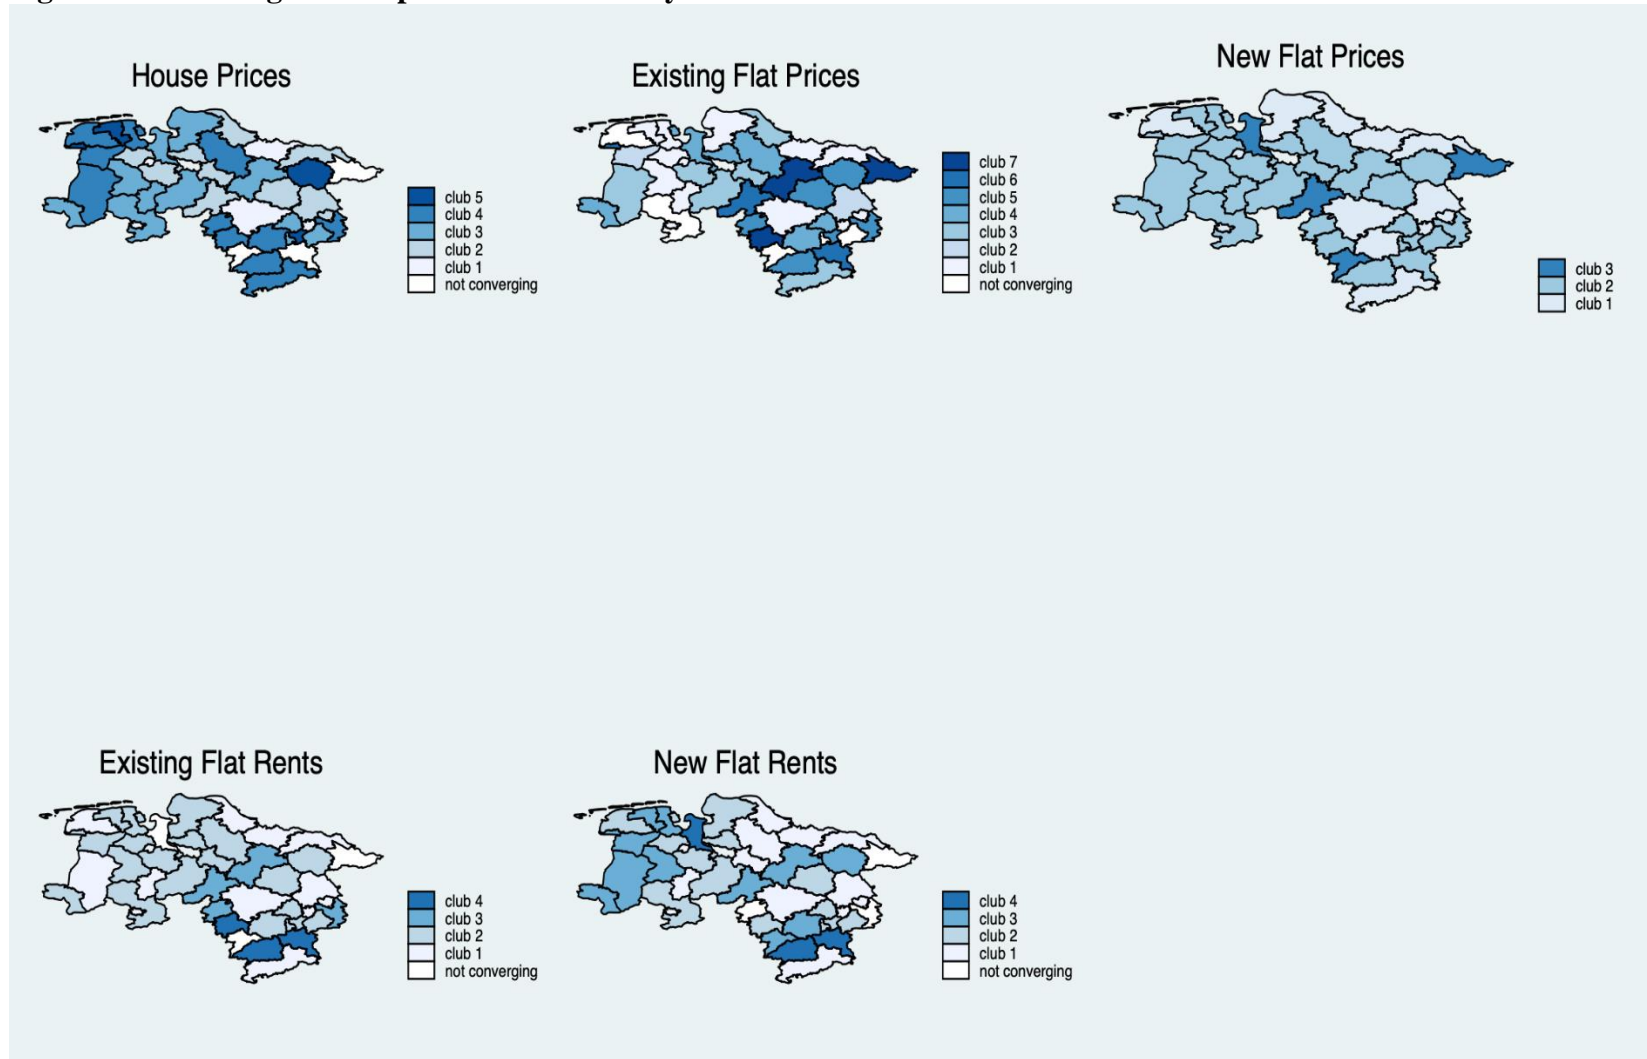 House Prices
club 5
club 4
club 3
club 2
club 1
not converging
Existing Flat Prices
club 7
club 6
club 5
club 4
club 3
club 2
club 1
not converging
New Flat Prices
club 3
club 2
club 1
Existing Flat Rents
club 4
club 3
club 2
club 1
not converging
New Flat Rents
club 4
club 3
club 2
club 1
not converging